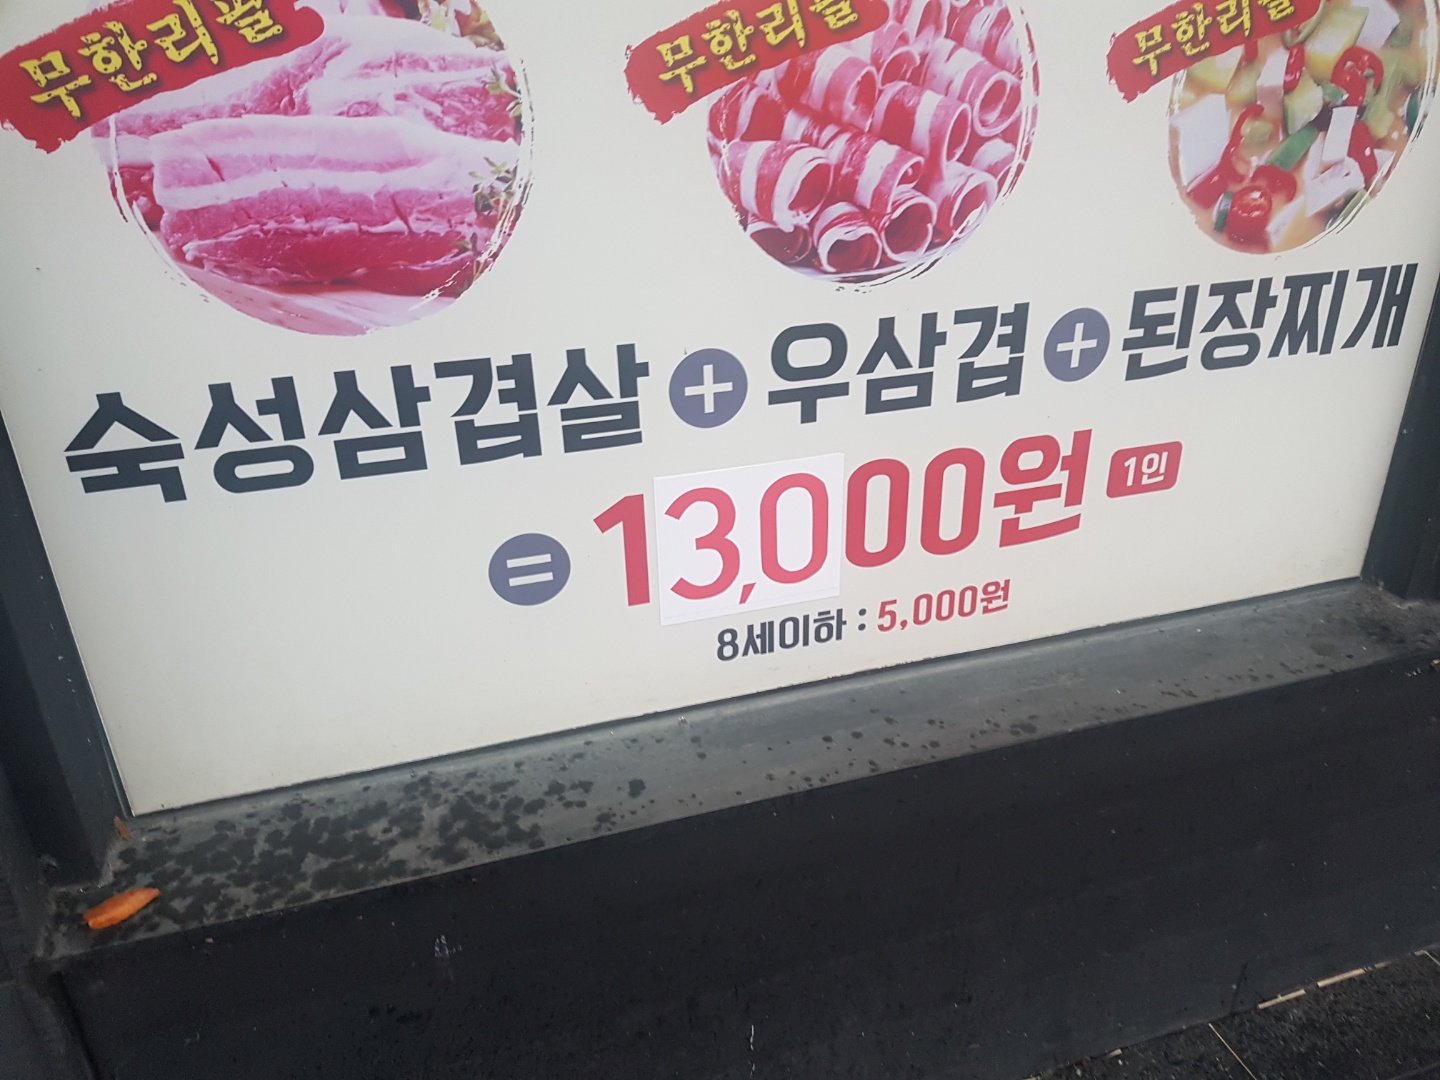 무한리필 무한리필 무한리필
숙성삼겹살 + 우삼겹 + 된장찌개
= 13,000원 1인
8세이하 : 5,000원